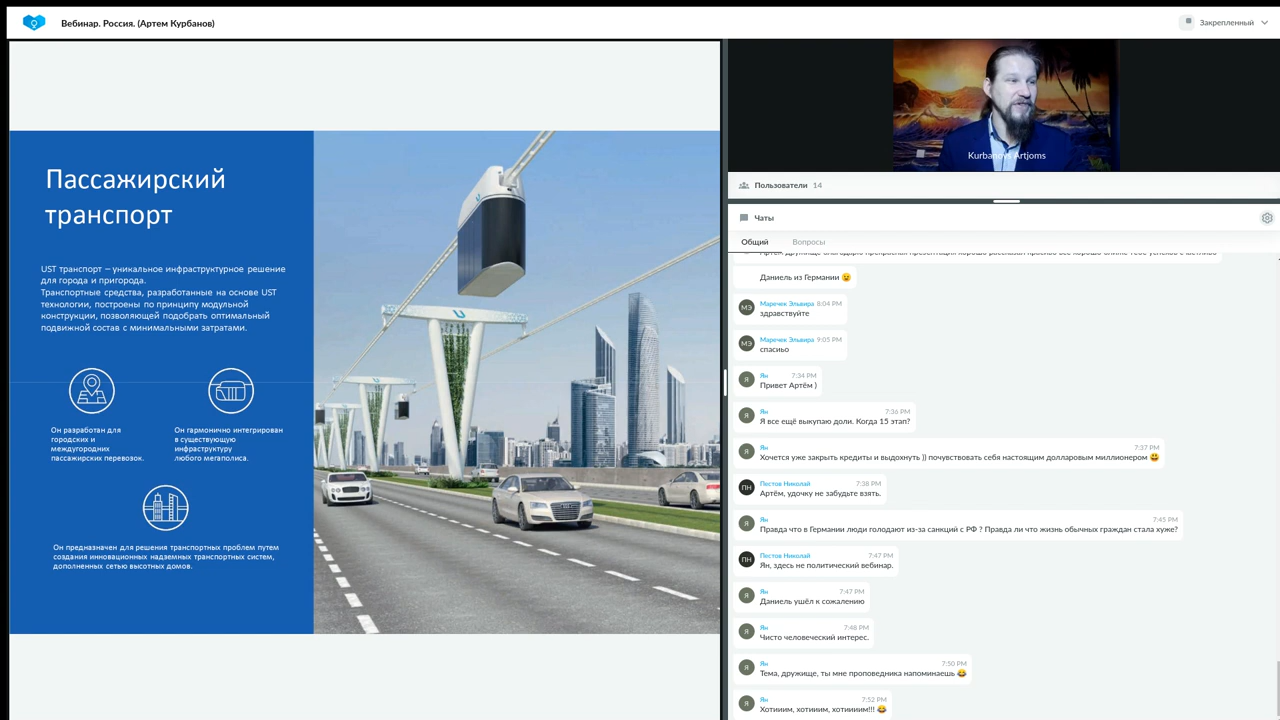 Вебинар. Россия. (Артем Курбанов)
Закрепленный
Пассажирский
транспорт
UST транспорт – уникальное инфраструктурное решение
для города и пригорода.
Транспортные средства, разработанные на основе UST
технологии, построены по принципу модульной
конструкции, позволяющей подобрать оптимальный
подвижной состав с минимальными затратами.
Он разработан для
городских и
междугородних
пассажирских перевозок.
Он гармонично интегрирован
в существующую
инфраструктуру
любого мегаполиса.
Он предназначен для решения транспортных проблем путем
создания инновационных надземных транспортных систем,
дополненных сетью высотных домов.
Kurbanovs Artjoms
Пользователи 14
Чаты
Общий Вопросы
Даниель из Германии 😉
МЭ Маречек Эльвира 8:04 PM
здравствуйте
МЭ Маречек Эльвира 9:05 PM
спасиьо
Я Ян 7:34 PM
Привет Артём )
Я Ян 7:36 PM
Я все ещё выкупаю доли. Когда 15 этап?
Я Ян 7:37 PM
Хочется уже закрыть кредиты и выдохнуть )) почувствовать себя настоящим долларовым миллионером 😃
ПН Пестов Николай 7:38 PM
Артём, удочку не забудьте взять.
Я Ян 7:45 PM
Правда что в Германии люди голодают из-за санкций с РФ ? Правда ли что жизнь обычных граждан стала хуже?
ПН Пестов Николай 7:47 PM
Ян, здесь не политический вебинар.
Я Ян 7:47 PM
Даниель ушёл к сожалению
Я Ян 7:48 PM
Чисто человеческий интерес.
Я Ян 7:50 PM
Тема, дружище, ты мне проповедника напоминаешь 😂
Я Ян 7:52 PM
Хотииим, хотииим, хотиииим!!! 😂